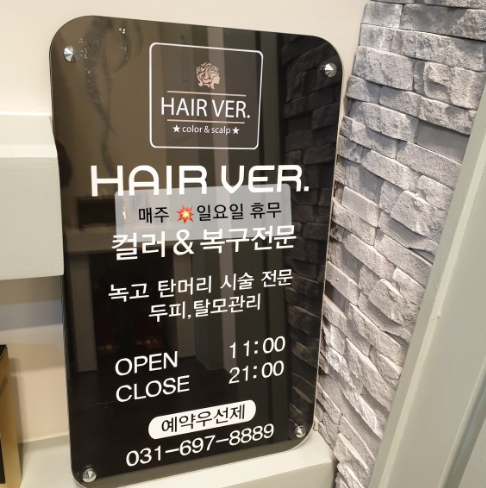 HAIR VER.
★ color & scalp ★
HAIR VER.
매주 💥일요일 휴무
컬러 & 복구전문
녹고 탄머리 시술 전문
두피,탈모관리
OPEN 11:00
CLOSE 21:00
예약우선제
031-697-8889